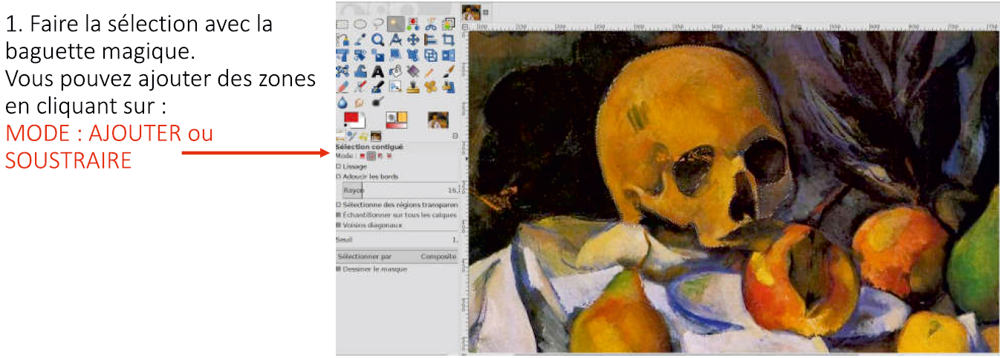 1. Faire la sélection avec la
baguette magique.
Vous pouvez ajouter des zones
en cliquant sur :
MODE : AJOUTER ou
SOUSTRAIRE
Sélection contiguë
Mode :
Lissage
Adoucir les bords
Rayon 16,
Sélectionne des régions transparen
Échantillonner sur tous les calques
Voisins diagonaux
Seuil 1,
Sélectionner par Composite
Dessiner le masque